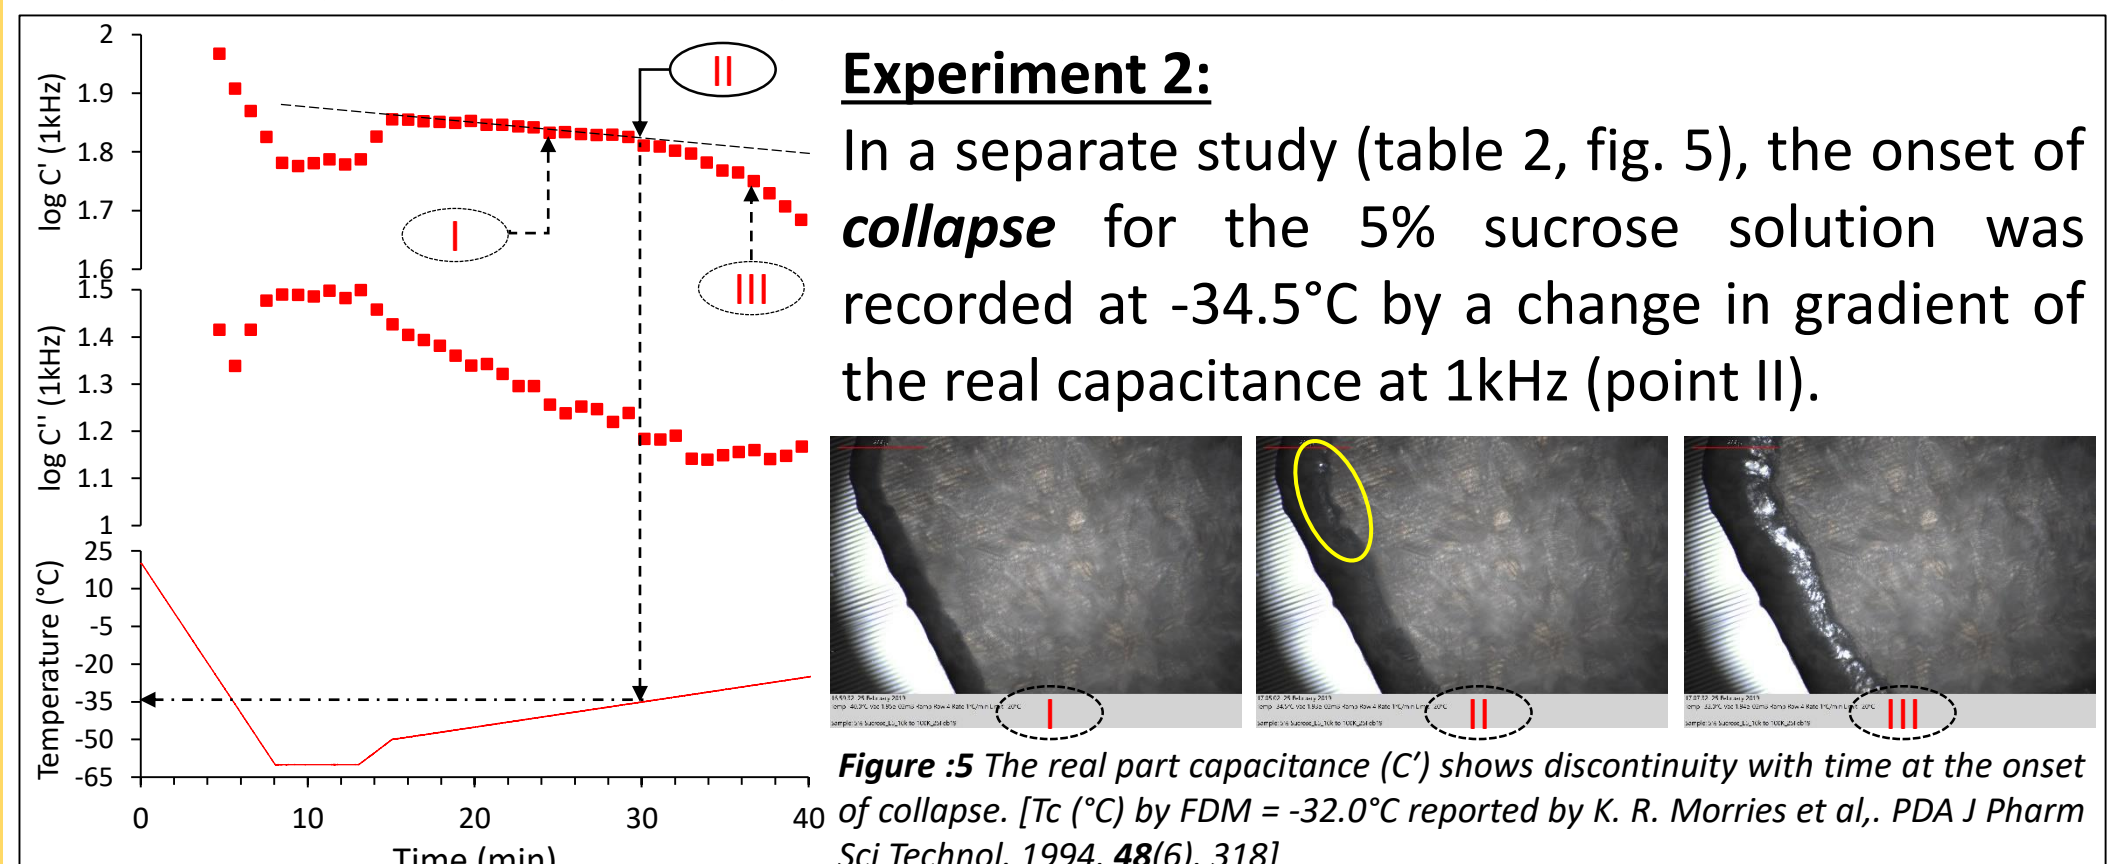 2
1.9
1.8
1.7
1.6
log C' (1kHz)
I
II
III
1.5
1.4
1.3
1.2
1.1
1
log C'' (1kHz)
25
10
-5
-20
-35
-50
-65
Temperature (°C)
0
10
20
30
40
Time (min)
Experiment 2:
In a separate study (table 2, fig. 5), the onset of
collapse for the 5% sucrose solution was
recorded at -34.5°C by a change in gradient of
the real capacitance at 1kHz (point II).
I
II
III
Figure :5 The real part capacitance (C’) shows discontinuity with time at the onset
of collapse. [Tc (°C) by FDM = -32.0°C reported by K. R. Morries et al,. PDA J Pharm
Sci Technol, 1994, 48(6), 318]